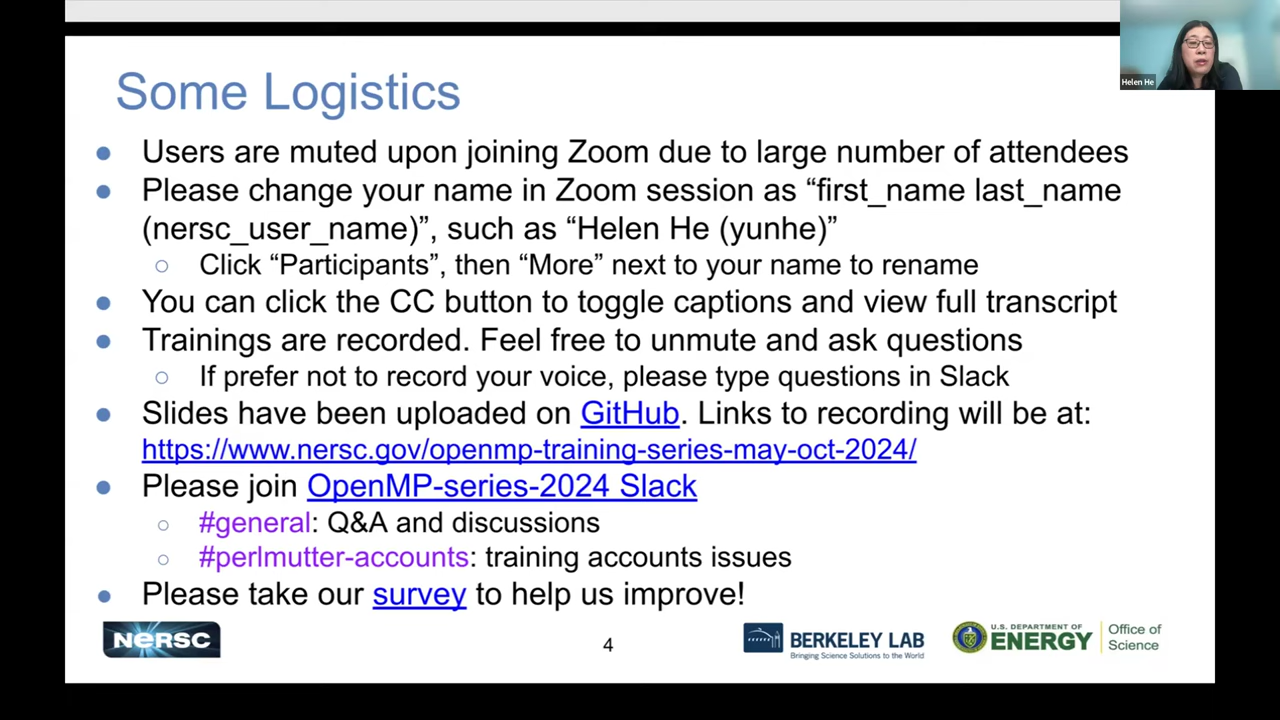 Helen He
Some Logistics
● Users are muted upon joining Zoom due to large number of attendees
● Please change your name in Zoom session as “first_name last_name
(nersc_user_name)”, such as “Helen He (yunhe)”
○ Click “Participants”, then “More” next to your name to rename
● You can click the CC button to toggle captions and view full transcript
● Trainings are recorded. Feel free to unmute and ask questions
○ If prefer not to record your voice, please type questions in Slack
● Slides have been uploaded on GitHub. Links to recording will be at:
https://www.nersc.gov/openmp-training-series-may-oct-2024/
● Please join OpenMP-series-2024 Slack
○ #general: Q&A and discussions
○ #perlmutter-accounts: training accounts issues
● Please take our survey to help us improve!
NERSC
4
BERKELEY LAB
Bringing Science Solutions to the World
U.S. DEPARTMENT OF
ENERGY
Office of
Science